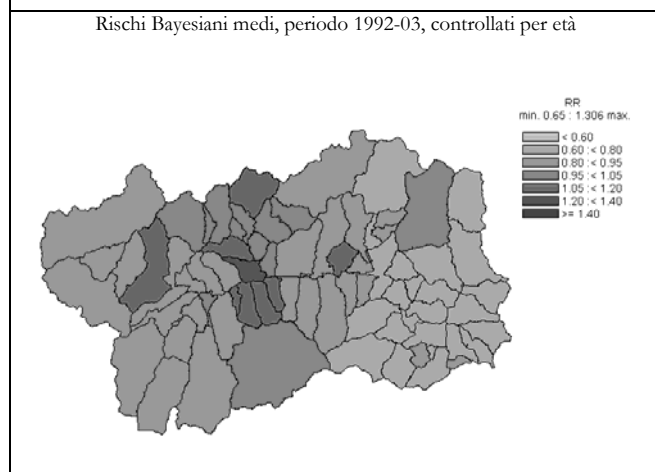 Rischi Bayesiani medi, periodo 1992-03, controllati per età
RR
min. 0.65 : 1.306 max.
< 0.60
0.60 :< 0.80
0.80 :< 0.95
0.95 :< 1.05
1.05 :< 1.20
1.20 :< 1.40
>= 1.40